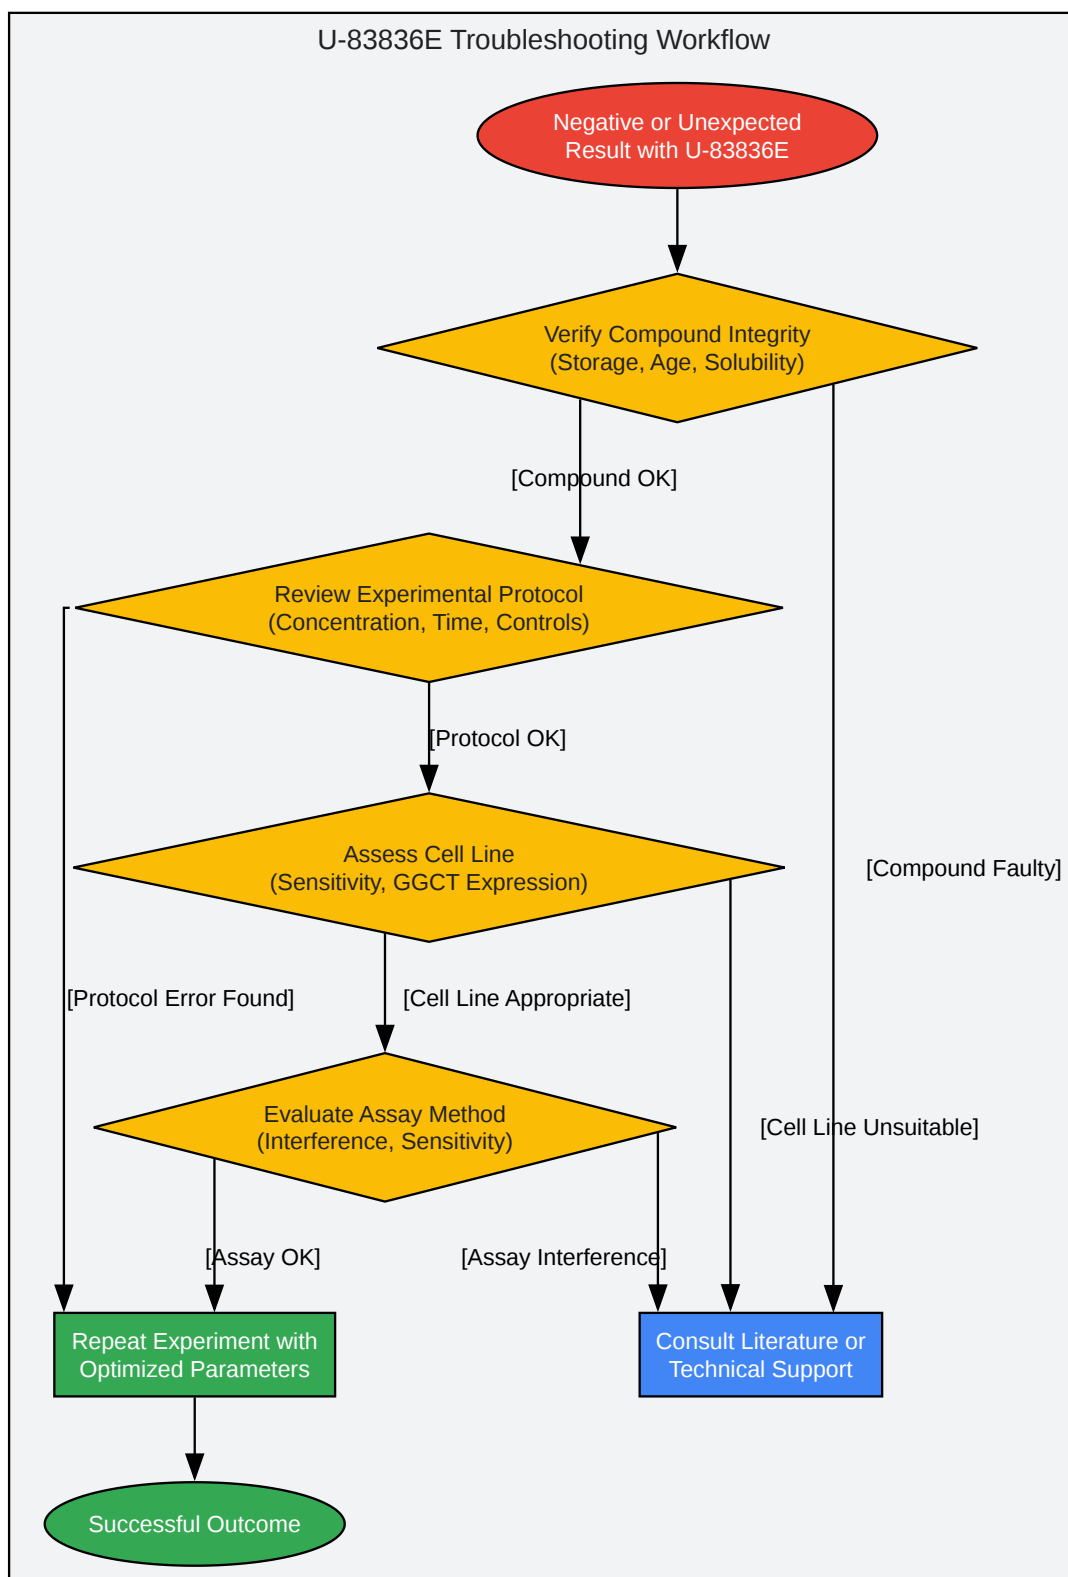 U-83836E Troubleshooting Workflow
Negative or Unexpected
Result with U-83836E
Verify Compound Integrity
(Storage, Age, Solubility)
[Compound OK]
Review Experimental Protocol
(Concentration, Time, Controls)
[Protocol OK]
Assess Cell Line
(Sensitivity, GGCT Expression)
[Compound Faulty]
[Protocol Error Found]
[Cell Line Appropriate]
Evaluate Assay Method
(Interference, Sensitivity)
[Cell Line Unsuitable]
[Assay OK]
[Assay Interference]
Repeat Experiment with
Optimized Parameters
Consult Literature or
Technical Support
Successful Outcome